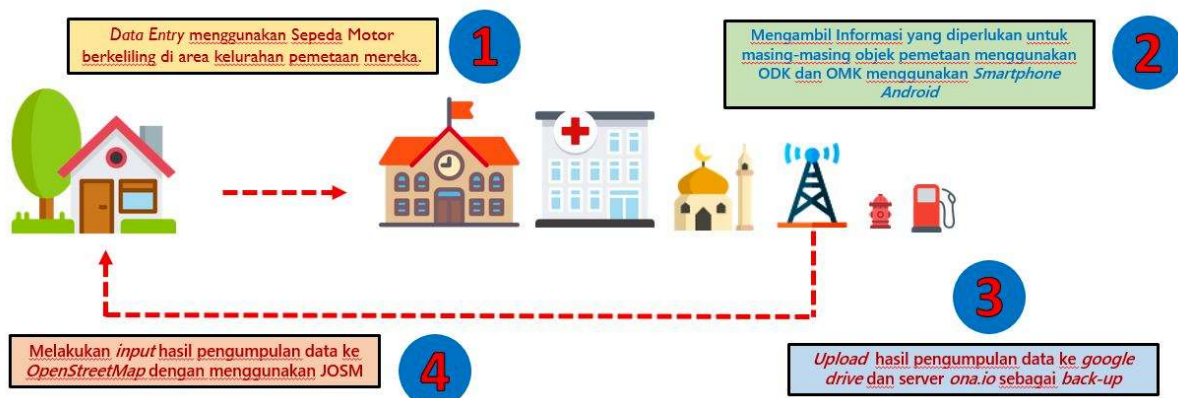 Data Entry menggunakan Sepeda Motor
berkeliling di area kelurahan pemetaan mereka.
1
Mengambil Informasi yang diperlukan untuk
masing-masing objek pemetaan menggunakan
ODK dan OMK menggunakan Smartphone
Android
2
3
Upload hasil pengumpulan data ke google
drive dan server ona.io sebagai back-up
Melakukan input hasil pengumpulan data ke
OpenStreetMap dengan menggunakan JOSM
4